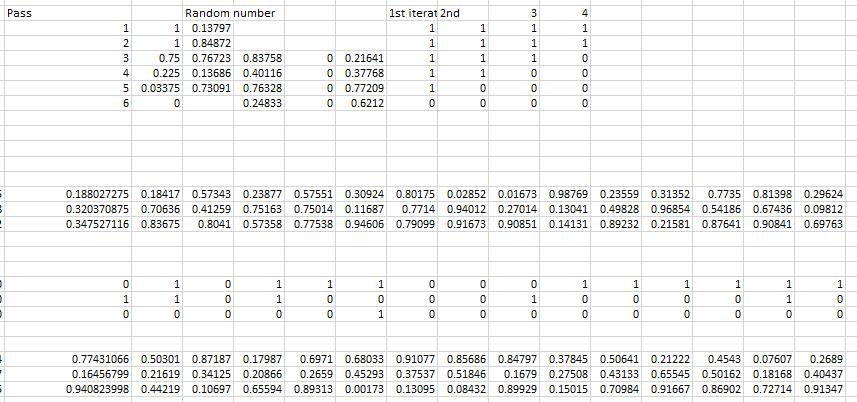 Pass Random number 1st iterat 2nd 3 4
1 1 0.13797 1 1 1 1
2 1 0.84872 1 1 1 1
3 0.75 0.76723 0.83758 0 0.21641 1 1 1 0
4 0.225 0.13686 0.40116 0 0.37768 1 1 0 0
5 0.03375 0.73091 0.76328 0 0.77209 1 0 0 0
6 0 0.24833 0 0.6212 0 0 0 0
0.188027275 0.18417 0.57343 0.23877 0.57551 0.30924 0.80175 0.02852 0.01673 0.98769 0.23559 0.31352 0.7735 0.81398 0.29624
0.320370875 0.70636 0.41259 0.75163 0.75014 0.11687 0.7714 0.94012 0.27014 0.13041 0.49828 0.96854 0.54186 0.67436 0.09812
0.347527116 0.83675 0.8041 0.57358 0.77538 0.94606 0.79099 0.91673 0.90851 0.14131 0.89232 0.21581 0.87641 0.90841 0.69763
0 1 0 1 1 1 0 0 0 1 1 1 1 1 1
1 1 0 1 0 0 0 0 1 0 0 0 0 1 0
0 0 0 0 0 1 0 0 0 0 0 0 0 0 0
0.77431066 0.50301 0.87187 0.17987 0.6971 0.68033 0.91077 0.85686 0.84797 0.37845 0.50641 0.21222 0.4543 0.07607 0.2689
0.16456799 0.21619 0.34125 0.20866 0.2659 0.45293 0.37537 0.51846 0.1679 0.27508 0.43133 0.65545 0.50162 0.18168 0.40437
0.940823998 0.44219 0.10697 0.65594 0.89313 0.00173 0.13095 0.08432 0.89929 0.15015 0.70984 0.91667 0.86902 0.72714 0.91347